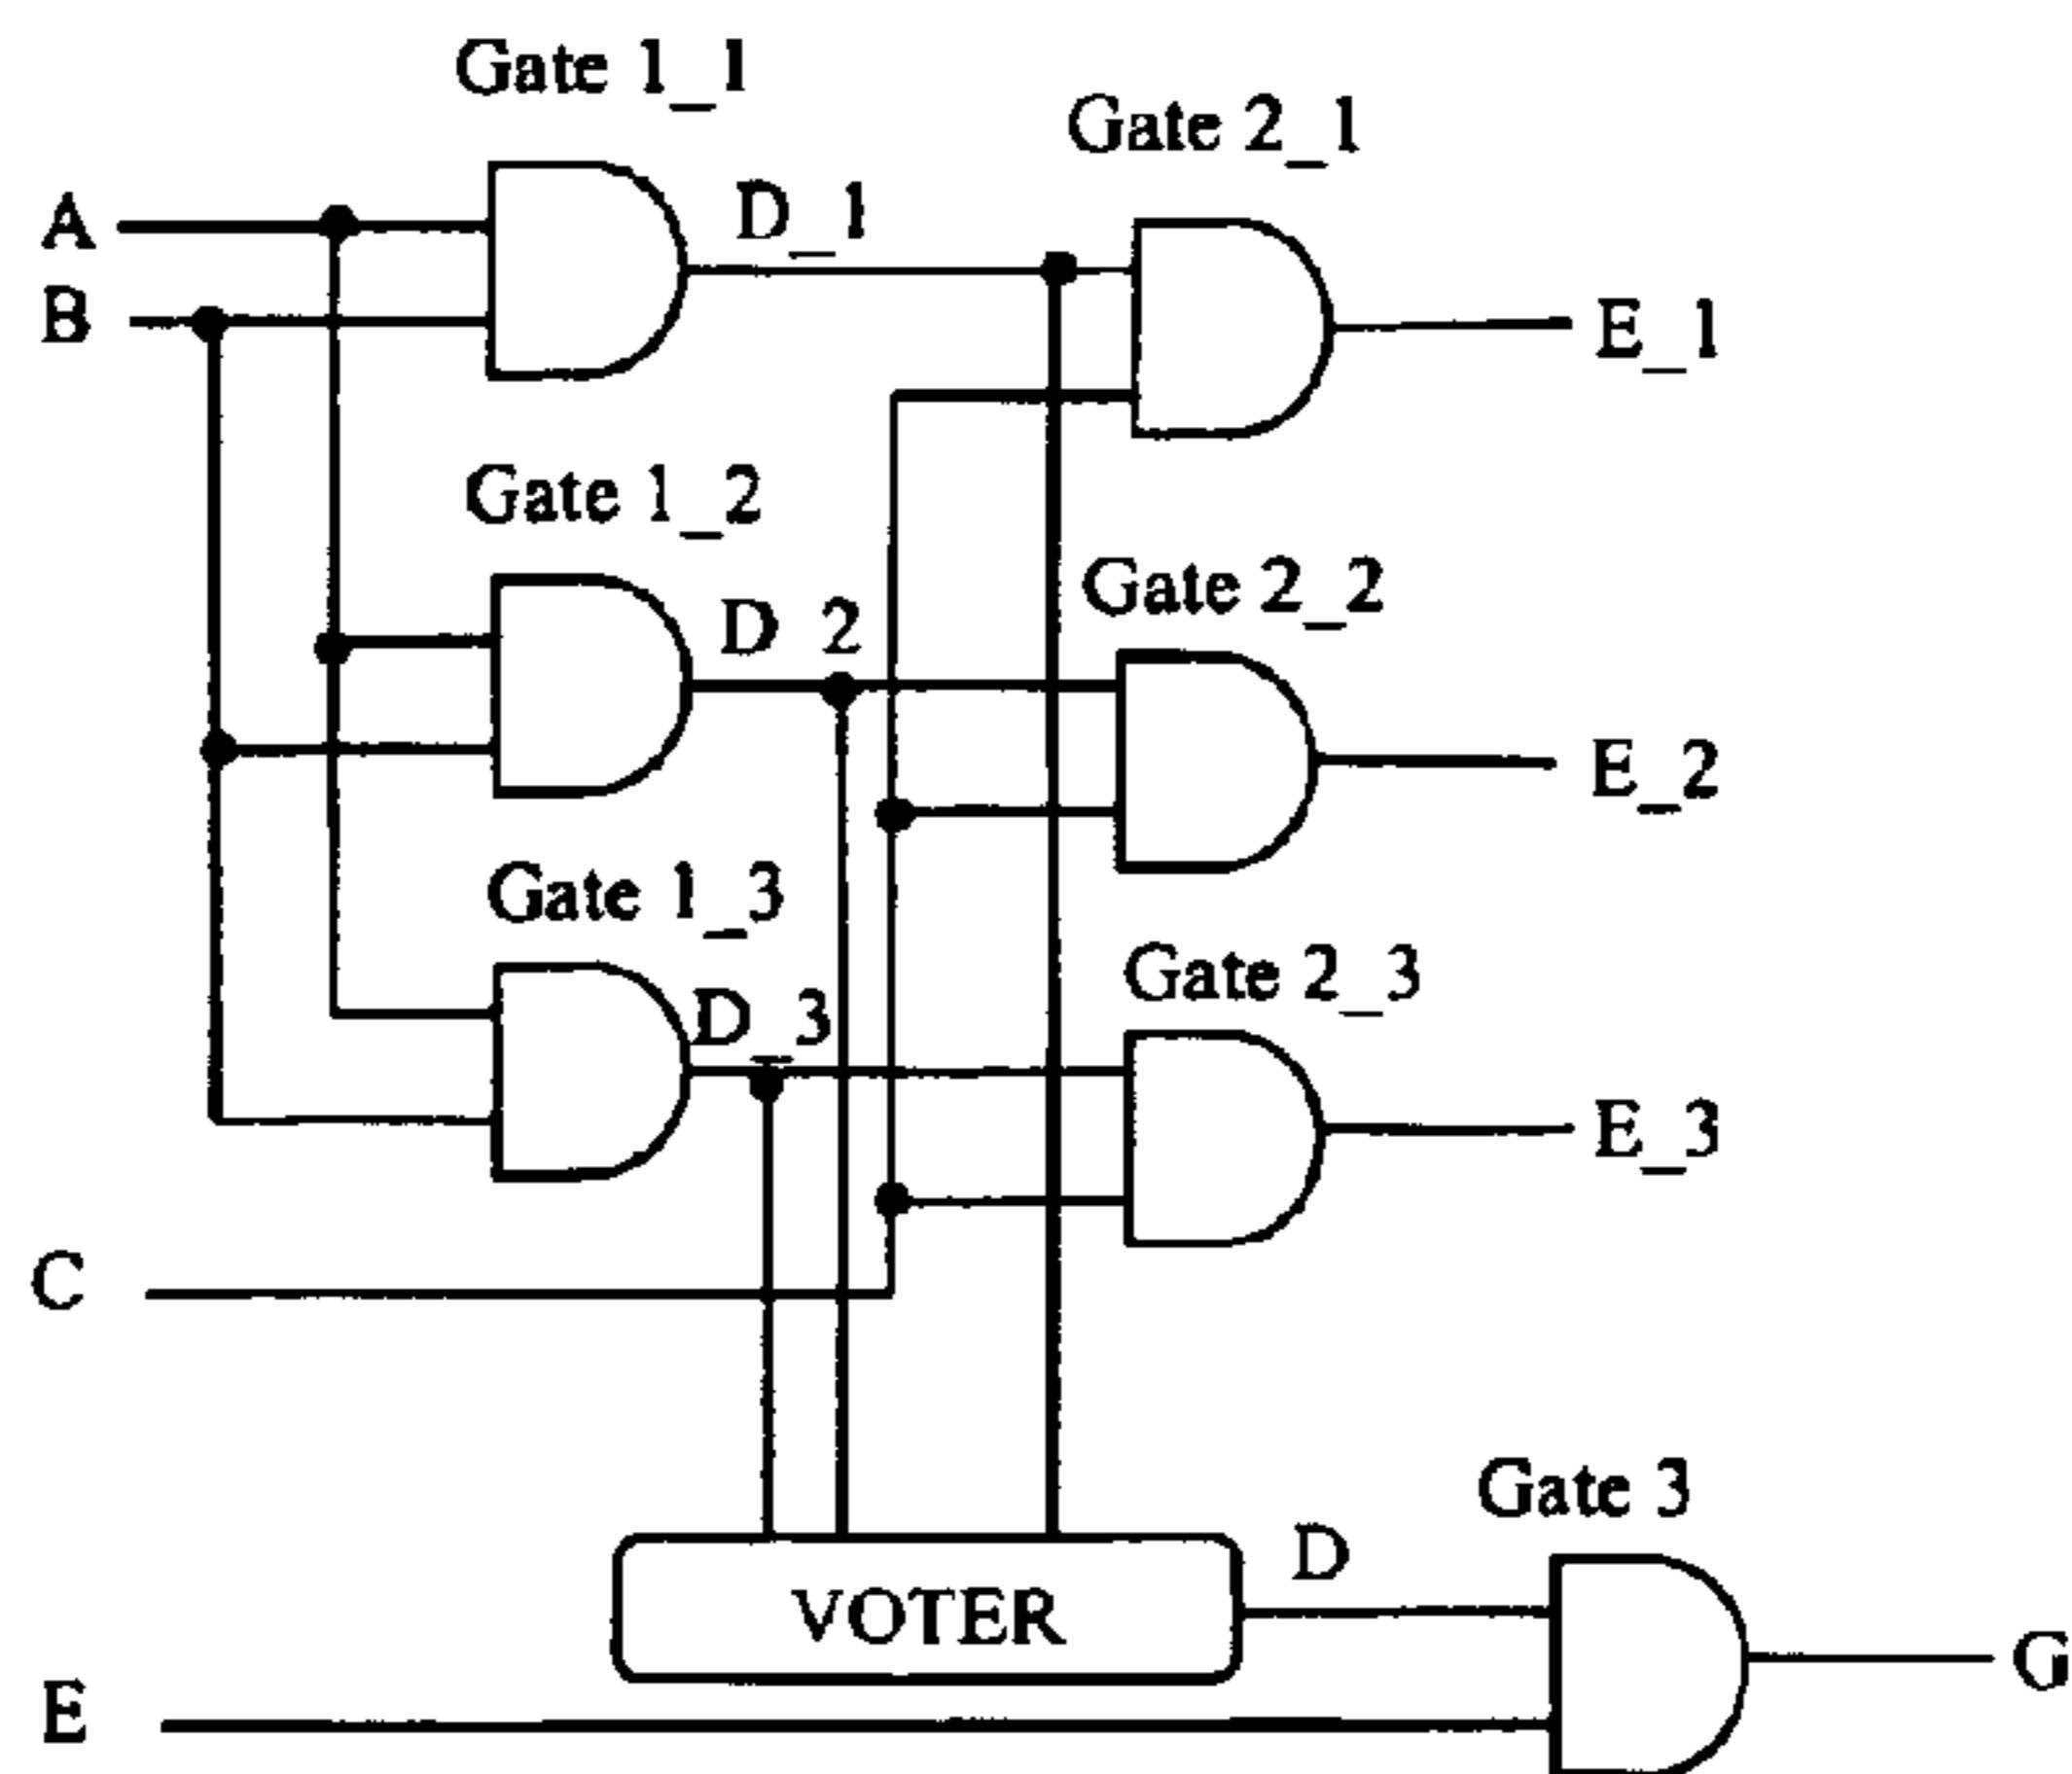 Gate 1_1
Gate 2_1
A
D_1
B
E_1
Gate 1_2
Gate 2_2
D 2
E_2
Gate 1_3
Gate 2_3
D_3
E_3
C
Gate 3
D
VOTER
G
E